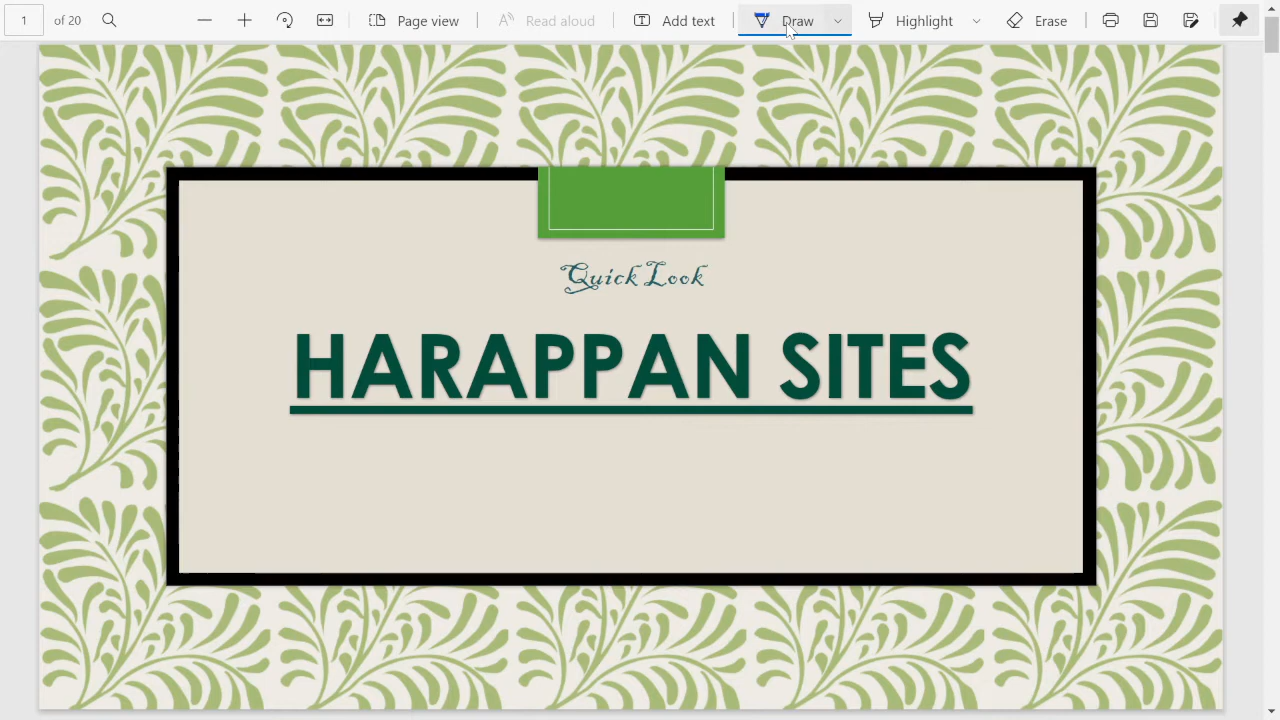 1 of 20 Page view Read aloud Add text Draw Highlight Erase
Quick Look
HARAPPAN SITES